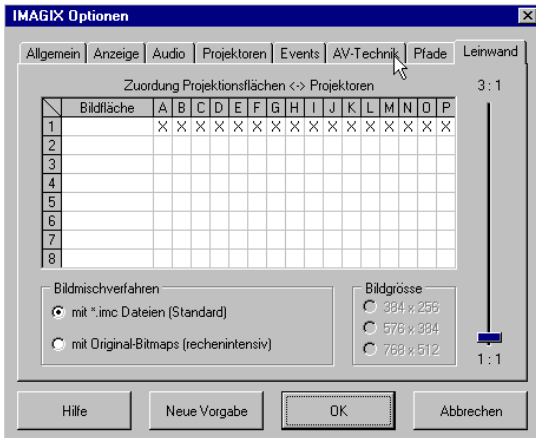 IMAGIX Optionen
Allgemein Anzeige Audio Projektoren Events AV-Technik Pfade Leinwand
Zuordung Projektionsflächen <-> Projektoren
3 : 1
Bildfläche A B C D E F G H I J K L M N O P
1 X X X X X X X X X X X X X X X X
2
3
4
5
6
7
8
Bildmischverfahren
mit *.imc Dateien (Standard)
mit Original-Bitmaps (rechenintensiv)
Bildgrösse
384 x 256
576 x 384
768 x 512
1 : 1
Hilfe Neue Vorgabe OK Abbrechen